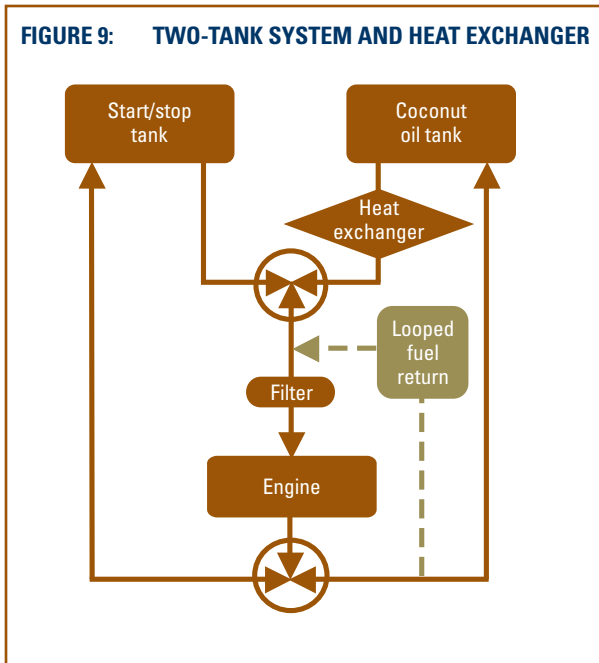 FIGURE 9: TWO-TANK SYSTEM AND HEAT EXCHANGER
Start/stop
tank
Coconut
oil tank
Heat
exchanger
Looped
fuel
return
Filter
Engine